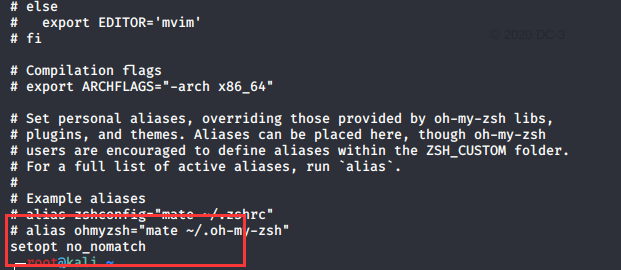 # else
#   export EDITOR='mvim'
# fi
© 2020 DC-3
# Compilation flags
# export ARCHFLAGS="-arch x86_64"
# Set personal aliases, overriding those provided by oh-my-zsh libs,
# plugins, and themes. Aliases can be placed here, though oh-my-zsh
# users are encouraged to define aliases within the ZSH_CUSTOM folder.
# For a full list of active aliases, run `alias`.
#
# Example aliases
# alias zshconfig="mate ~/.zshrc"
# alias ohmyzsh="mate ~/.oh-my-zsh"
setopt no_nomatch
root@kali ~